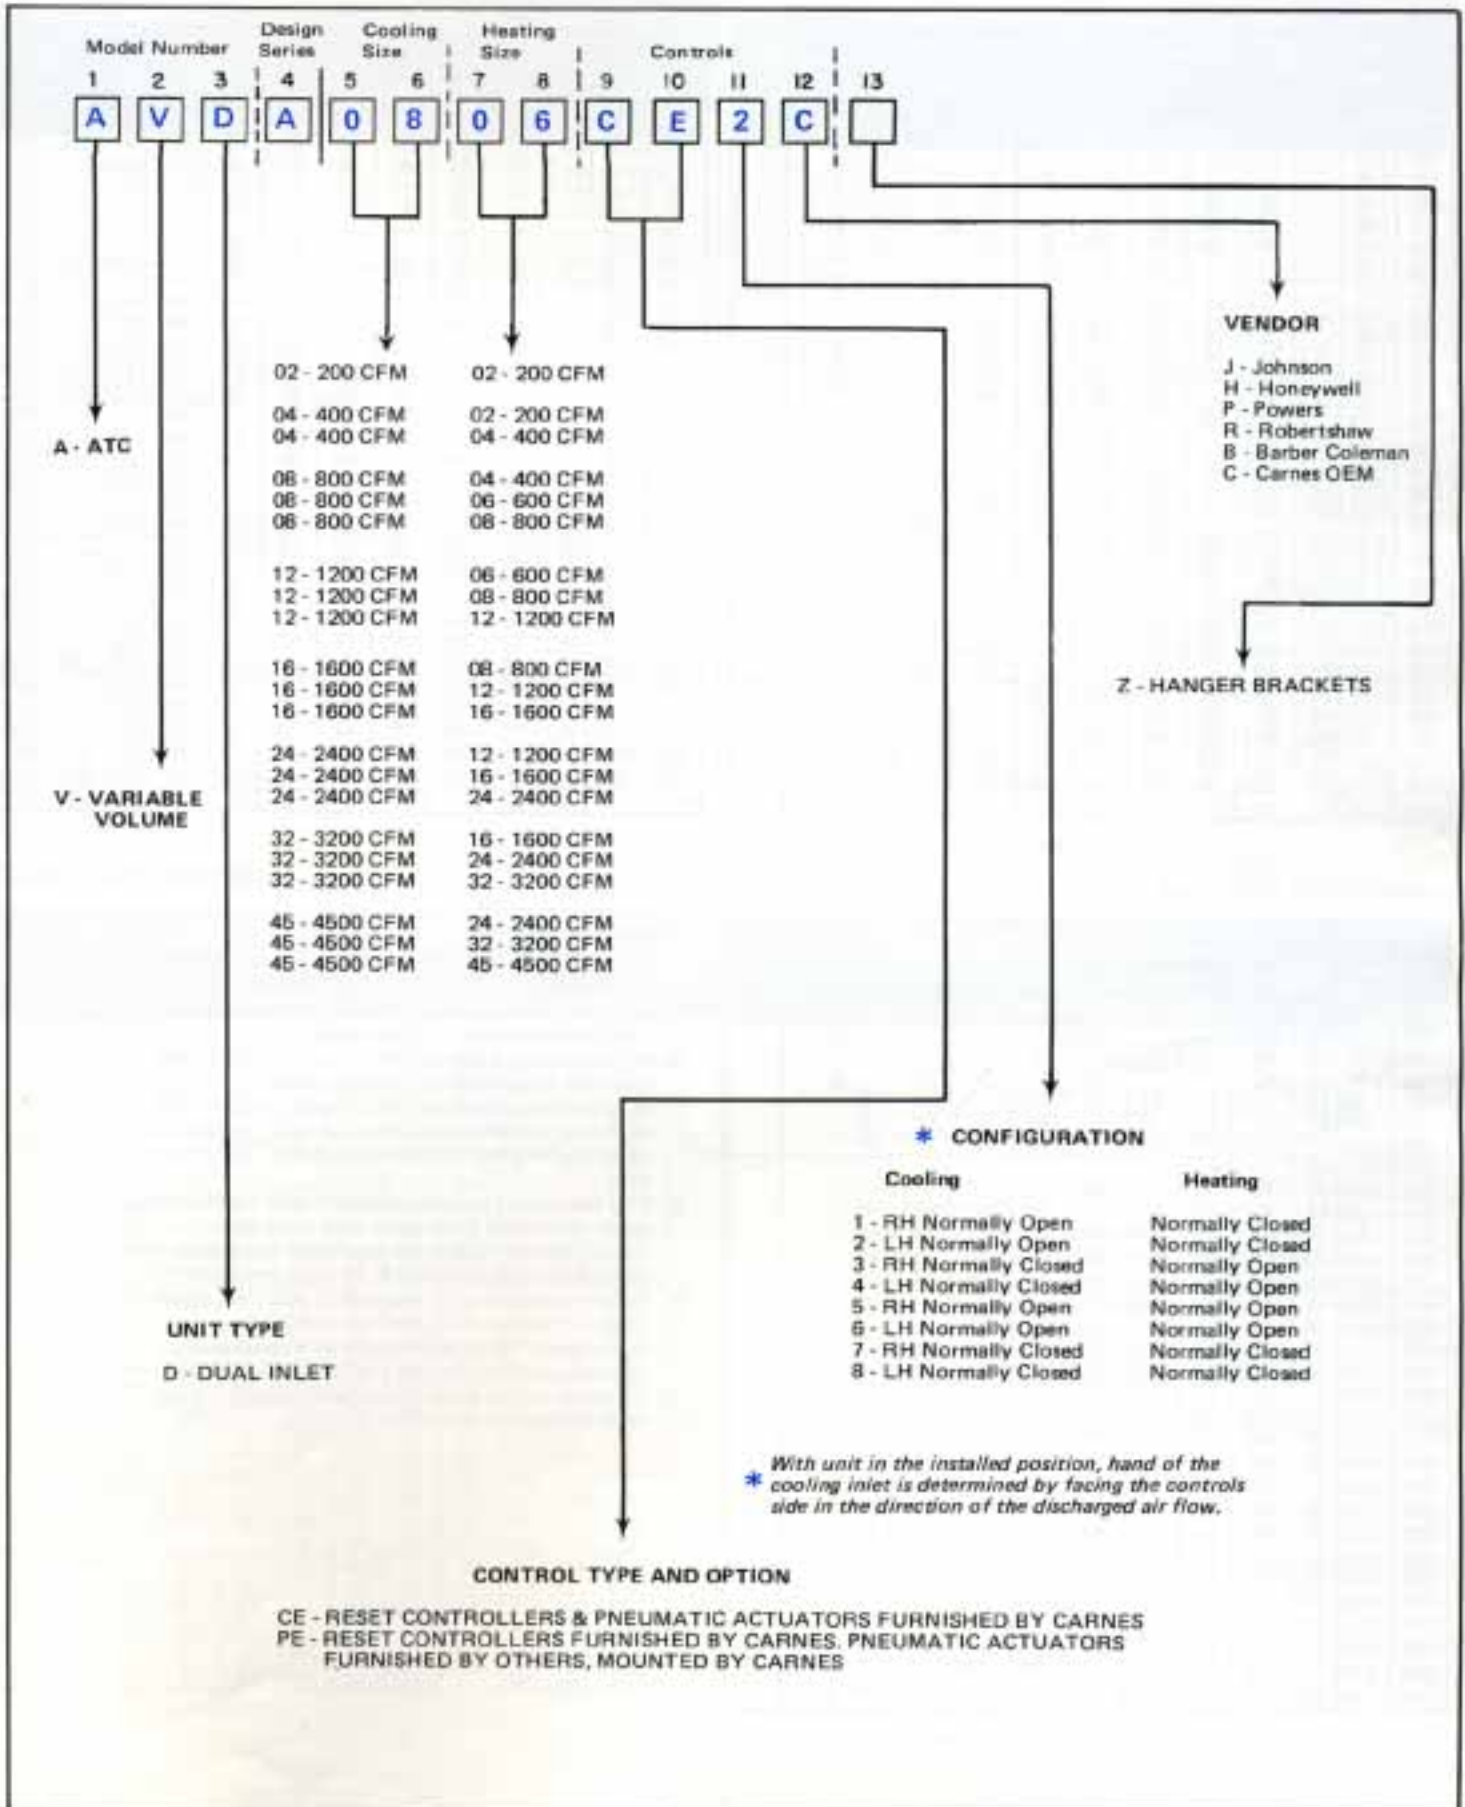 Model Number
Design Series
Cooling Size
Heating Size
Controls
1 2 3 4 5 6 7 8 9 10 11 12 13
A V D A 0 8 0 6 C E 2 C
A - ATC
V - VARIABLE
VOLUME
UNIT TYPE
D - DUAL INLET
02 - 200 CFM 02 - 200 CFM
04 - 400 CFM 02 - 200 CFM
04 - 400 CFM 04 - 400 CFM
08 - 800 CFM 04 - 400 CFM
08 - 800 CFM 06 - 600 CFM
08 - 800 CFM 08 - 800 CFM
12 - 1200 CFM 06 - 600 CFM
12 - 1200 CFM 08 - 800 CFM
12 - 1200 CFM 12 - 1200 CFM
16 - 1600 CFM 08 - 800 CFM
16 - 1600 CFM 12 - 1200 CFM
16 - 1600 CFM 16 - 1600 CFM
24 - 2400 CFM 12 - 1200 CFM
24 - 2400 CFM 16 - 1600 CFM
24 - 2400 CFM 24 - 2400 CFM
32 - 3200 CFM 16 - 1600 CFM
32 - 3200 CFM 24 - 2400 CFM
32 - 3200 CFM 32 - 3200 CFM
45 - 4500 CFM 24 - 2400 CFM
45 - 4500 CFM 32 - 3200 CFM
45 - 4500 CFM 45 - 4500 CFM
VENDOR
J - Johnson
H - Honeywell
P - Powers
R - Robertshaw
B - Barber Coleman
C - Carnes OEM
Z - HANGER BRACKETS
* CONFIGURATION
Cooling Heating
1 - RH Normally Open Normally Closed
2 - LH Normally Open Normally Closed
3 - RH Normally Closed Normally Open
4 - LH Normally Closed Normally Open
5 - RH Normally Open Normally Open
6 - LH Normally Open Normally Open
7 - RH Normally Closed Normally Closed
8 - LH Normally Closed Normally Closed
* With unit in the installed position, hand of the
cooling inlet is determined by facing the controls
side in the direction of the discharged air flow.
CONTROL TYPE AND OPTION
CE - RESET CONTROLLERS & PNEUMATIC ACTUATORS FURNISHED BY CARNES
PE - RESET CONTROLLERS FURNISHED BY CARNES. PNEUMATIC ACTUATORS
FURNISHED BY OTHERS, MOUNTED BY CARNES